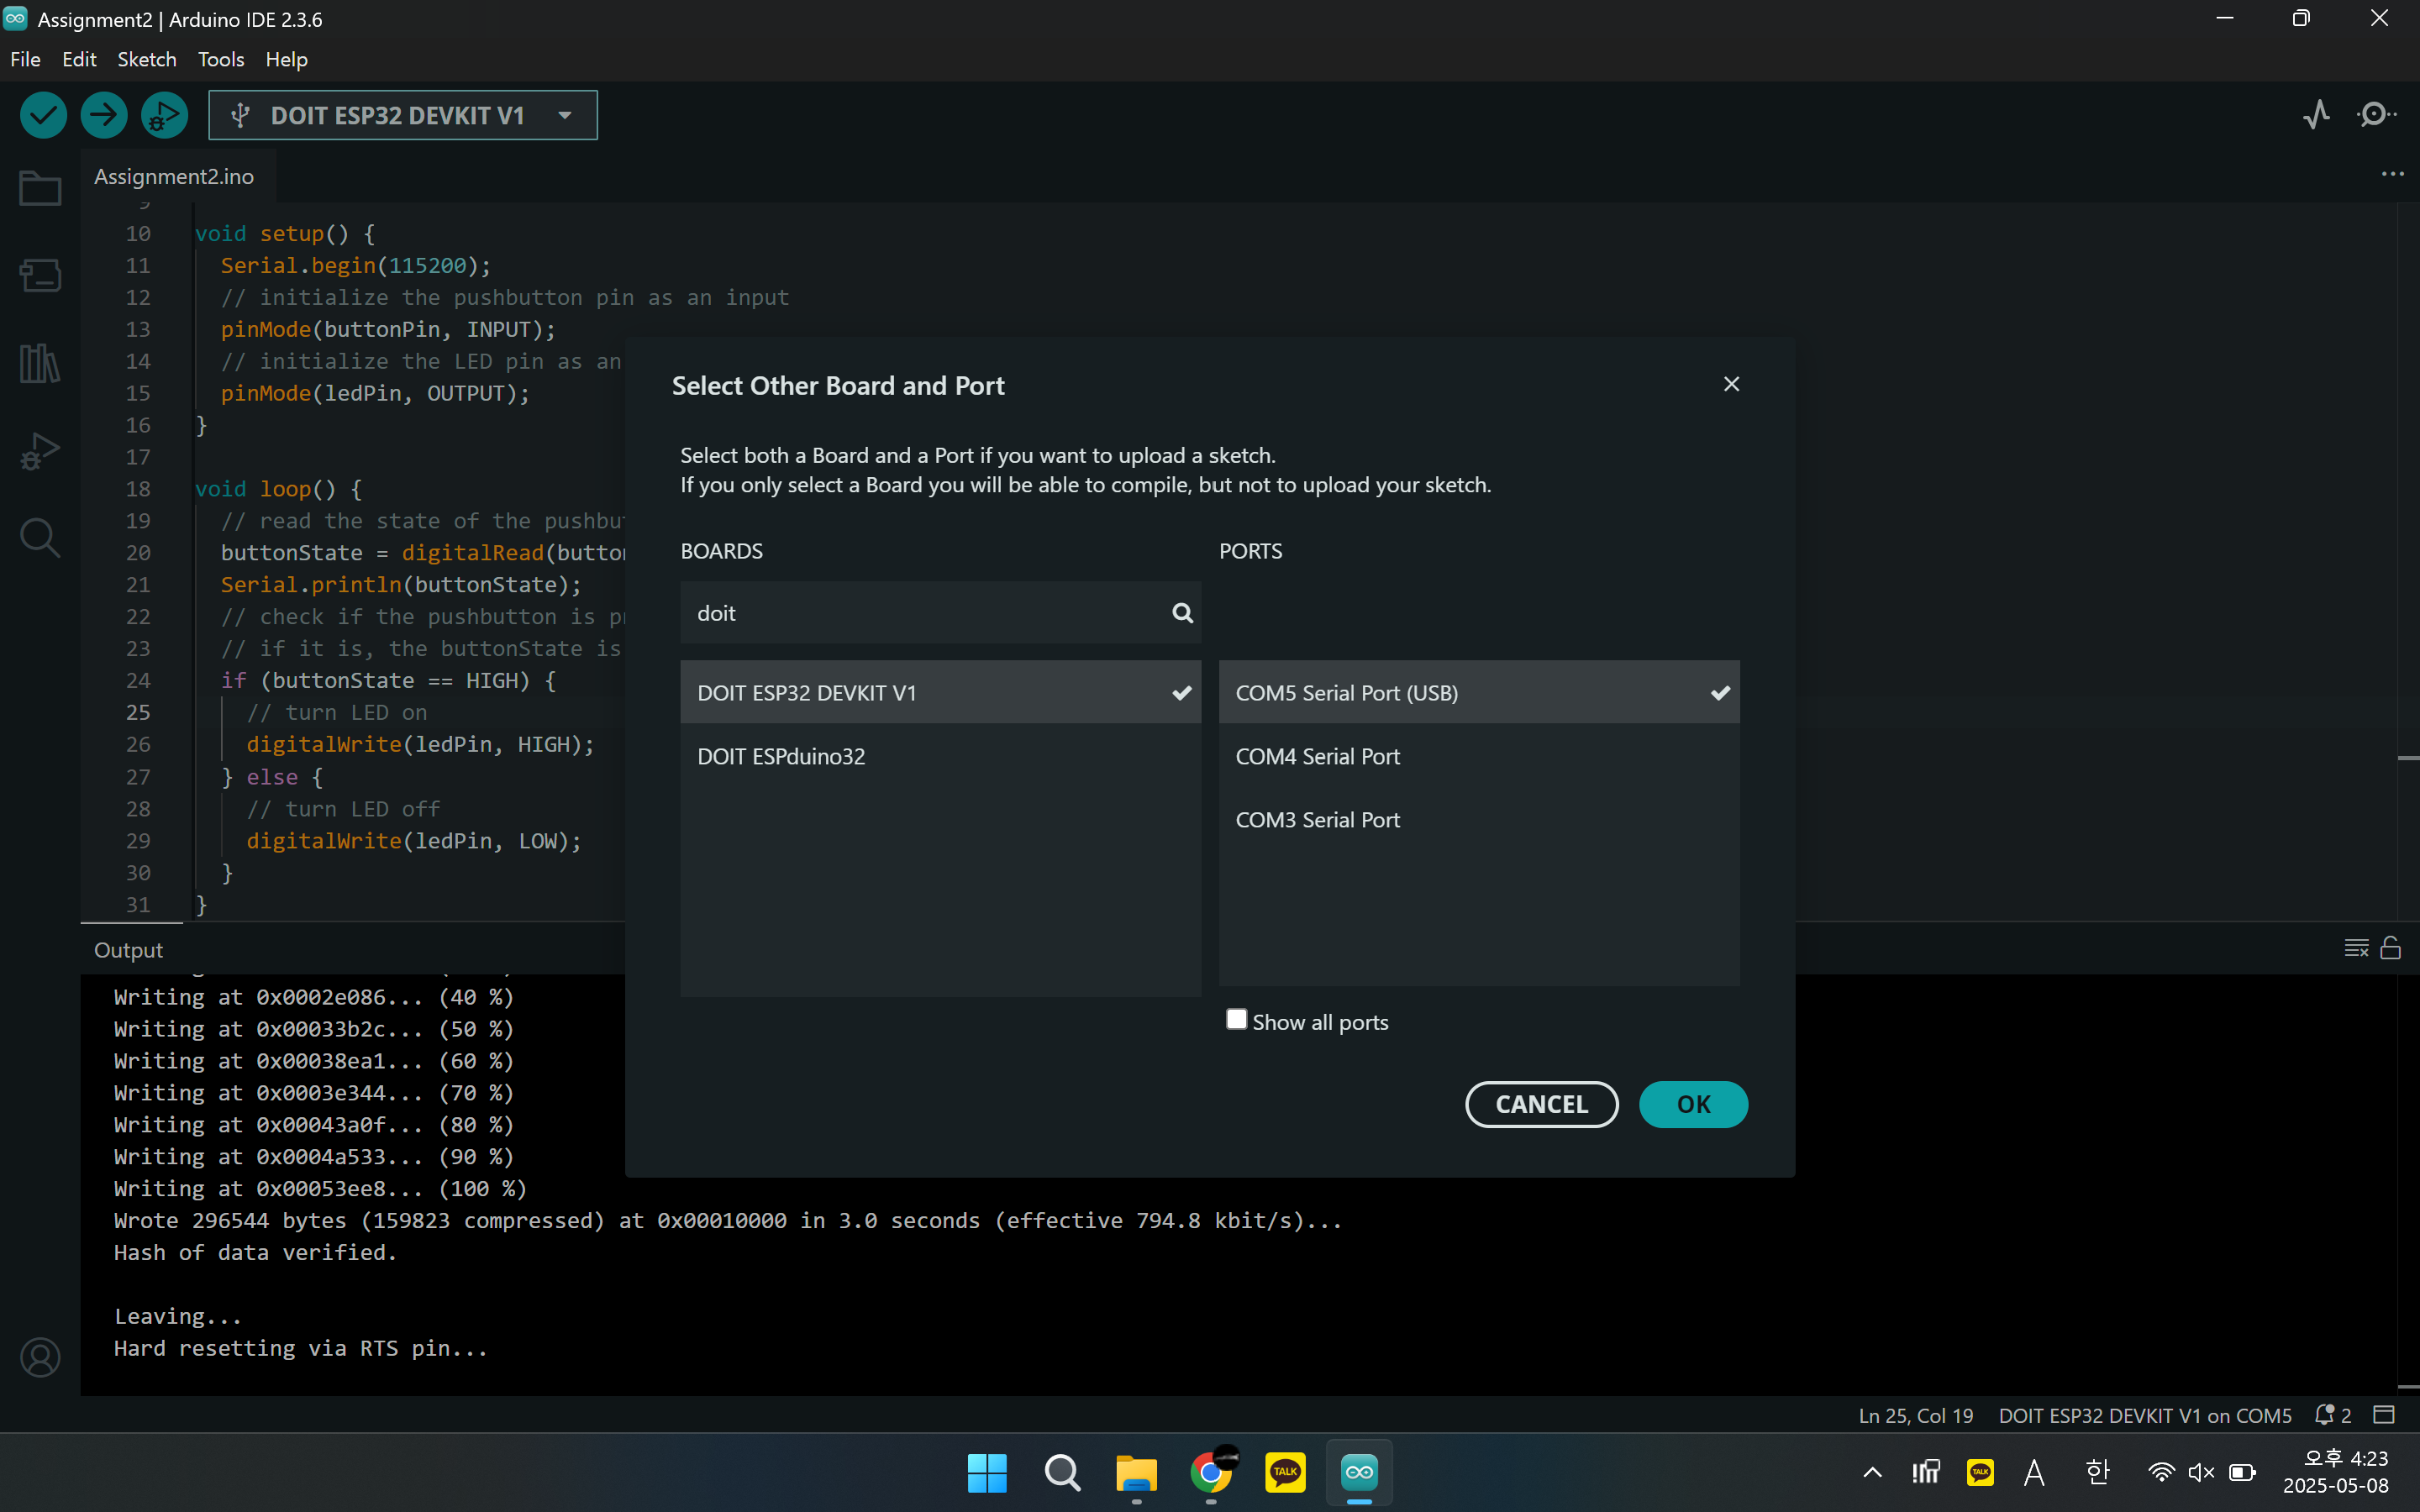 Assignment2 | Arduino IDE 2.3.6
File Edit Sketch Tools Help
DOIT ESP32 DEVKIT V1
Assignment2.ino
9
10 void setup() {
11 Serial.begin(115200);
12 // initialize the pushbutton pin as an input
13 pinMode(buttonPin, INPUT);
14 // initialize the LED pin as an
15 pinMode(ledPin, OUTPUT);
16 }
17
18 void loop() {
19 // read the state of the pushbu
20 buttonState = digitalRead(button
21 Serial.println(buttonState);
22 // check if the pushbutton is p
23 // if it is, the buttonState is
24 if (buttonState == HIGH) {
25 // turn LED on
26 digitalWrite(ledPin, HIGH);
27 } else {
28 // turn LED off
29 digitalWrite(ledPin, LOW);
30 }
31 }
Select Other Board and Port
Select both a Board and a Port if you want to upload a sketch.
If you only select a Board you will be able to compile, but not to upload your sketch.
BOARDS
doit
DOIT ESP32 DEVKIT V1
DOIT ESPduino32
PORTS
COM5 Serial Port (USB)
COM4 Serial Port
COM3 Serial Port
Show all ports
CANCEL OK
Output
Writing at 0x0002e086... (40 %)
Writing at 0x00033b2c... (50 %)
Writing at 0x00038ea1... (60 %)
Writing at 0x0003e344... (70 %)
Writing at 0x00043a0f... (80 %)
Writing at 0x0004a533... (90 %)
Writing at 0x00053ee8... (100 %)
Wrote 296544 bytes (159823 compressed) at 0x00010000 in 3.0 seconds (effective 794.8 kbit/s)...
Hash of data verified.
Leaving...
Hard resetting via RTS pin...
Ln 25, Col 19 DOIT ESP32 DEVKIT V1 on COM5 2
TALK
TALK
A 한
오후 4:23
2025-05-08